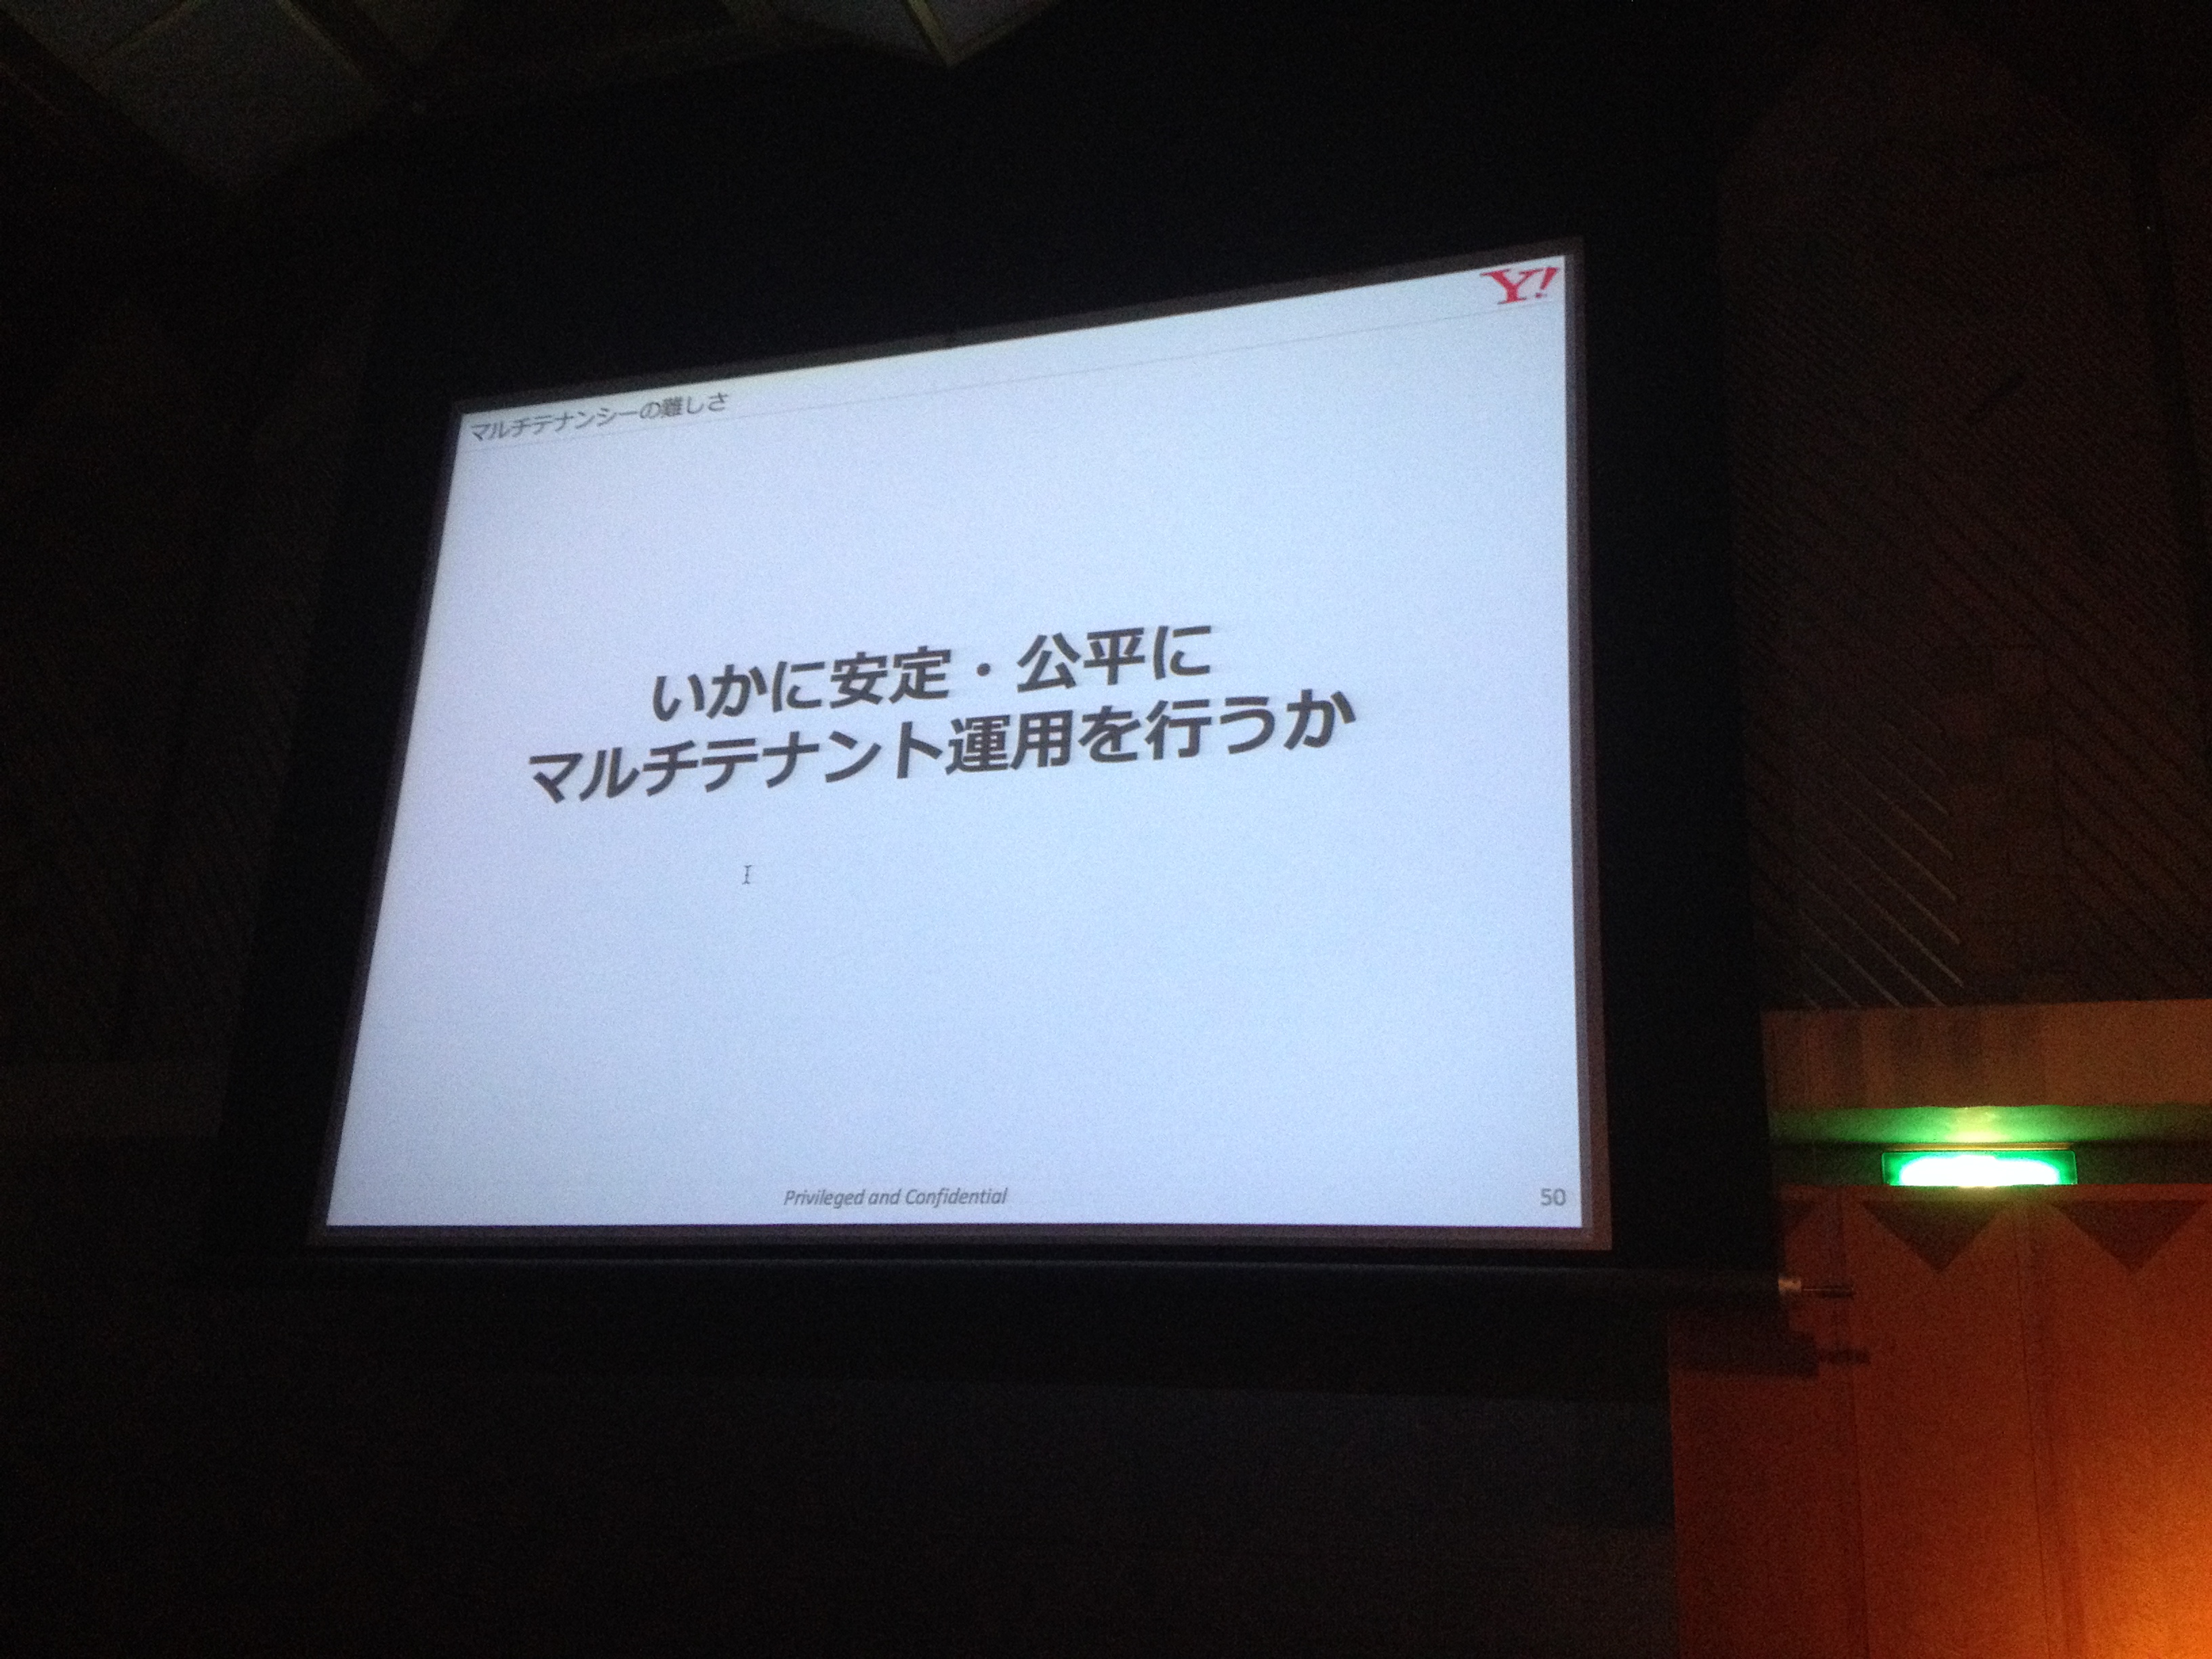 Y!
マルチテナンシーの難しさ
いかに安定・公平に
マルチテナント運用を行うか
Privileged and Confidential
50